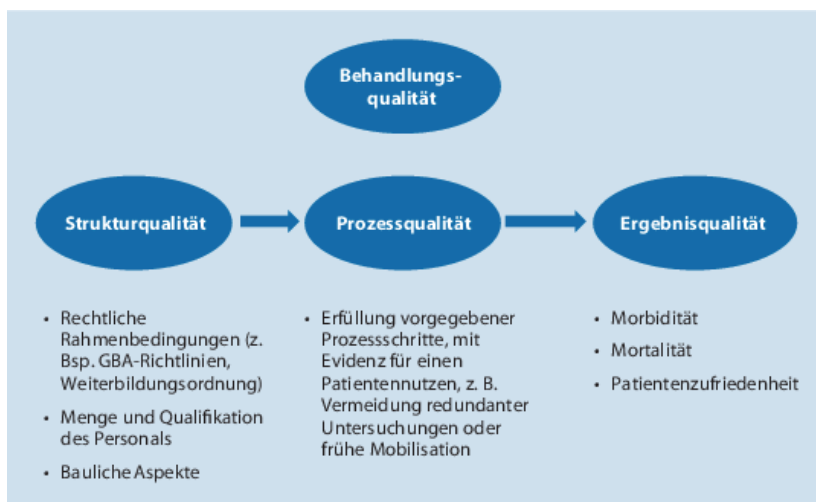 Behandlungs-
qualität
Strukturqualität
Prozessqualität
Ergebnisqualität
• Rechtliche
Rahmenbedingungen (z.
Bsp. GBA-Richtlinien,
Weiterbildungsordnung)
• Menge und Qualifikation
des Personals
• Bauliche Aspekte
• Erfüllung vorgegebener
Prozessschritte, mit
Evidenz für einen
Patientennutzen, z. B.
Vermeidung redundanter
Untersuchungen oder
frühe Mobilisation
• Morbidität
• Mortalität
• Patientenzufriedenheit